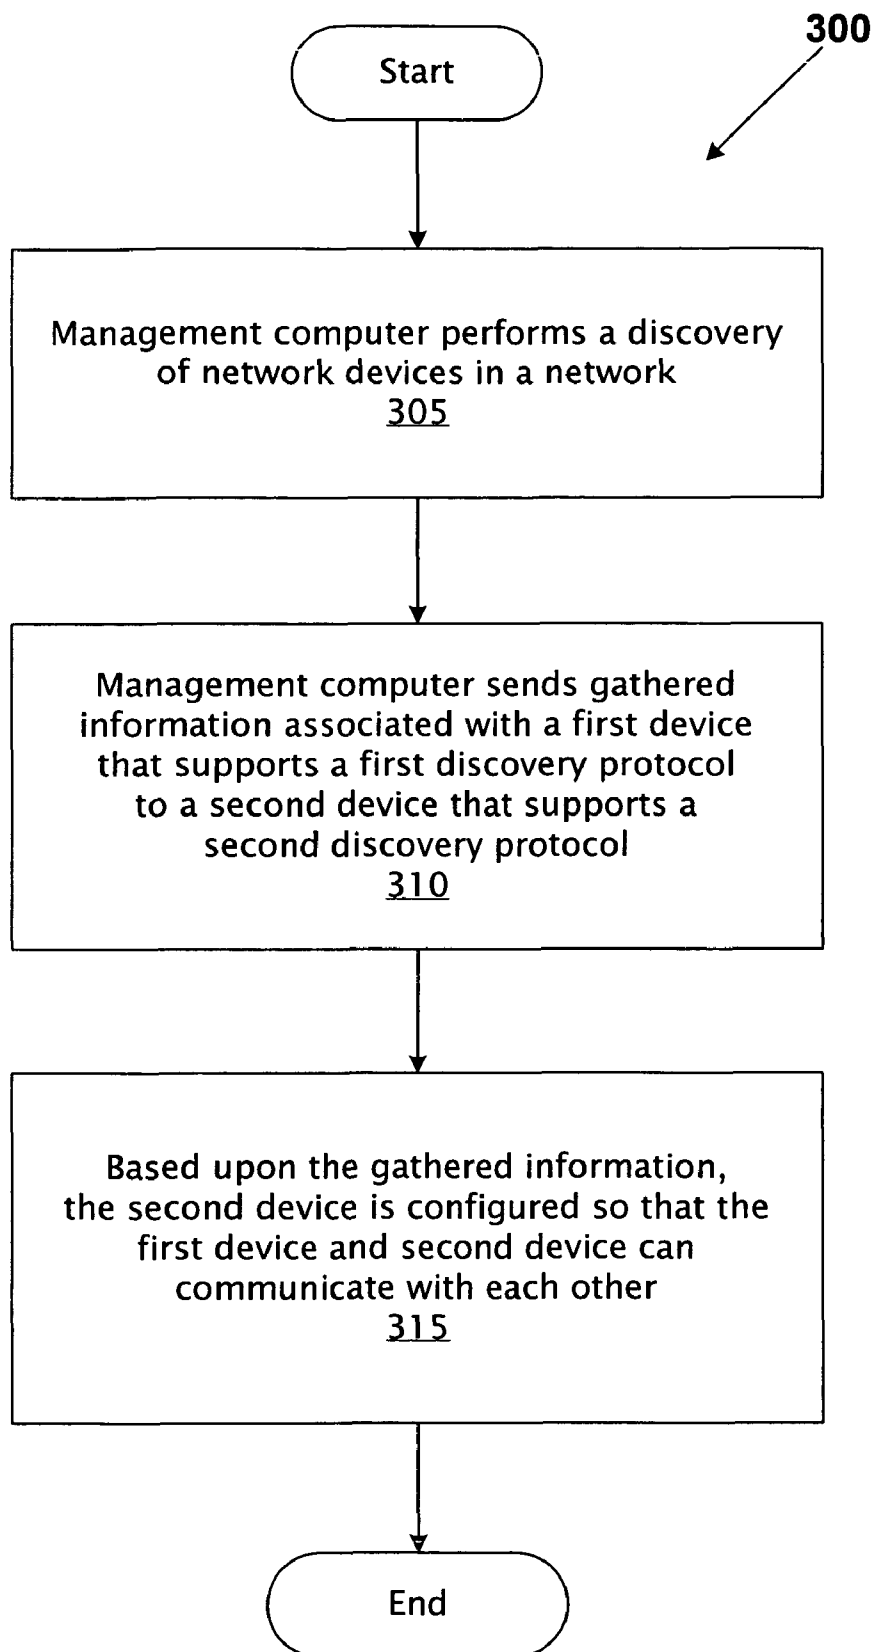 300
Start
Management computer performs a discovery
of network devices in a network
305
Management computer sends gathered
information associated with a first device
that supports a first discovery protocol
to a second device that supports a
second discovery protocol
310
Based upon the gathered information,
the second device is configured so that the
first device and second device can
communicate with each other
315
End